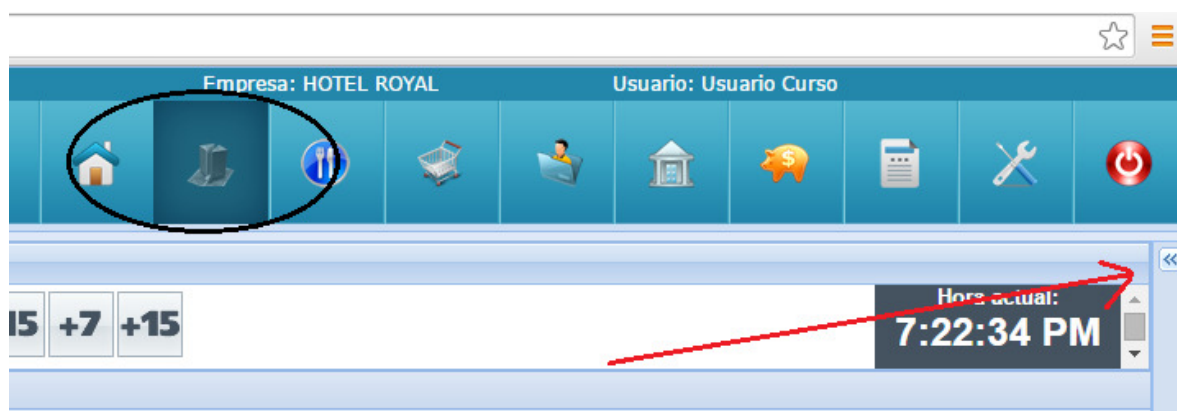 Empresa: HOTEL ROYAL
Usuario: Usuario Curso
Hora actual:
15 +7 +15
7:22:34 PM